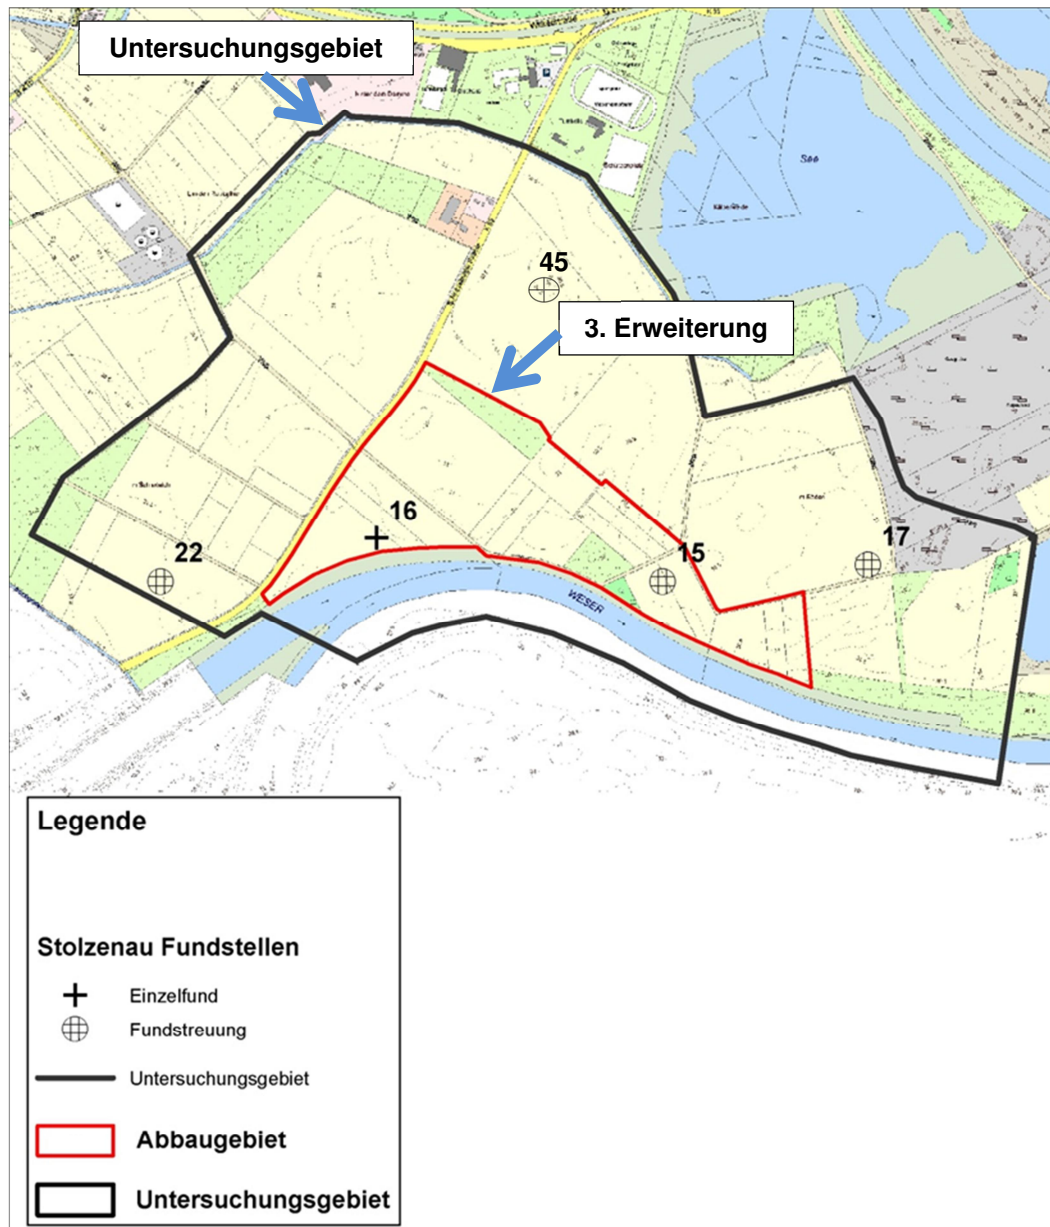 Untersuchungsgebiet
See
45
3. Erweiterung
16
22
15
17
WESER
Legende
Stolzenau Fundstellen
Einzelfund
Fundstreuung
Untersuchungsgebiet
Abbaugebiet
Untersuchungsgebiet